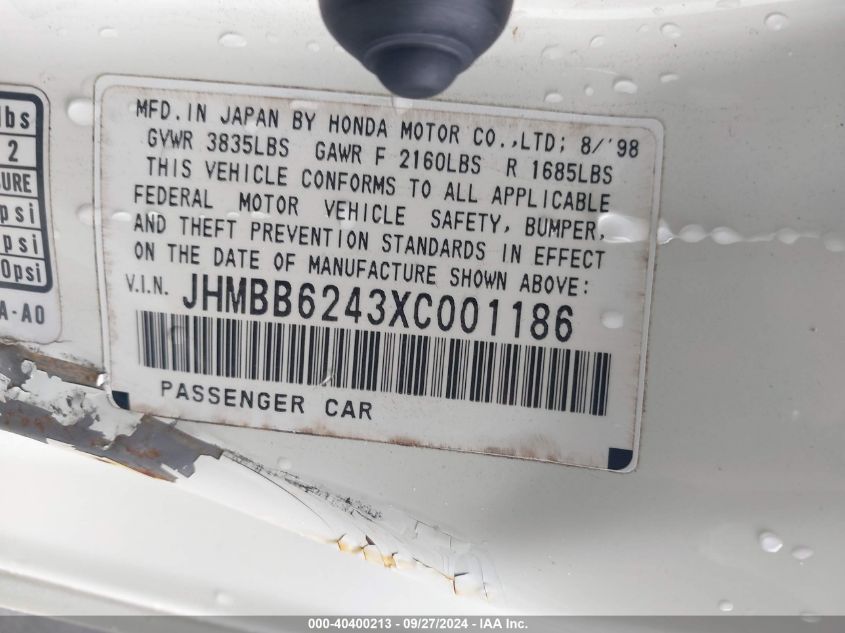 lbs
2
URE
psi
psi
0psi
A-A0
MFD. IN JAPAN BY HONDA MOTOR CO.,LTD; 8/'98
GVWR 3835LBS GAWR F 2160LBS R 1685LBS
THIS VEHICLE CONFORMS TO ALL APPLICABLE
FEDERAL MOTOR VEHICLE SAFETY, BUMPER,
AND THEFT PREVENTION STANDARDS IN EFFECT
ON THE DATE OF MANUFACTURE SHOWN ABOVE:
V.I.N. JHMBB6243XC001186
PASSENGER CAR
000-40400213 - 09/27/2024 - IAA Inc.